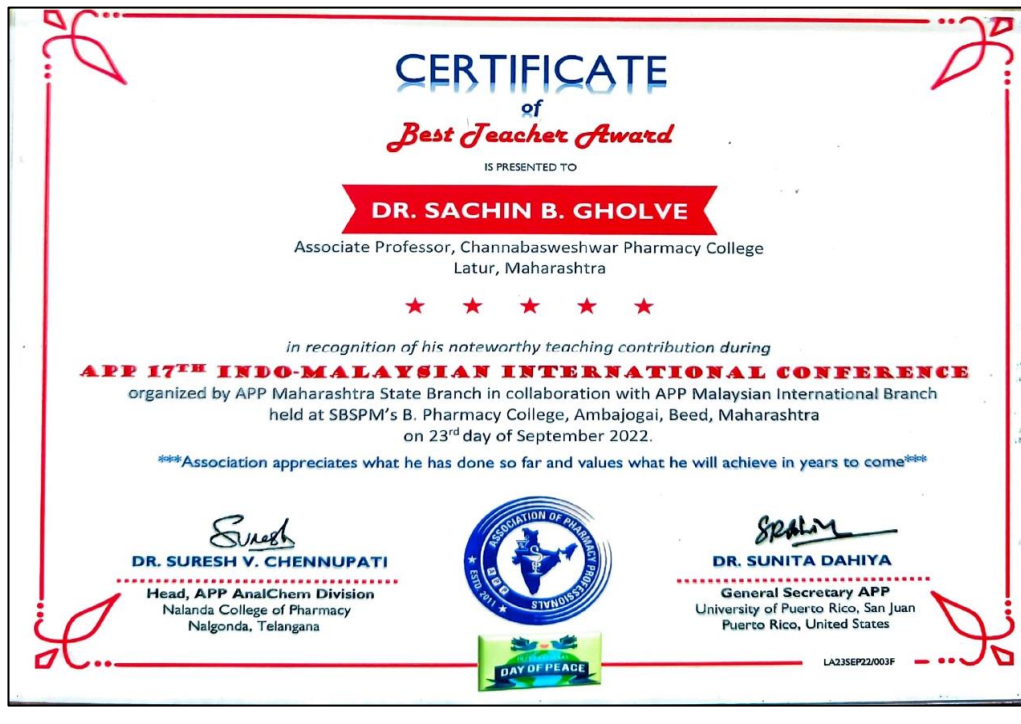 CERTIFICATE
of
Best Teacher Award
IS PRESENTED TO
DR. SACHIN B. GHOLVE
Associate Professor, Channabasweshwar Pharmacy College
Latur, Maharashtra
in recognition of his noteworthy teaching contribution during
APP 17TH INDO-MALAYSIAN INTERNATIONAL CONFERENCE
organized by APP Maharashtra State Branch in collaboration with APP Malaysian International Branch
held at SBSPM's B. Pharmacy College, Ambajogai, Beed, Maharashtra
on 23rd day of September 2022.
***Association appreciates what he has done so far and values what he will achieve in years to come***
Suresh
DR. SURESH V. CHENNUPATI
Head, APP AnalChem Division
Nalanda College of Pharmacy
Nalgonda, Telangana
ASSOCIATION OF PHARMACY PROFESSIONALS
APP
ESTD. 2011
DAY OF PEACE
DR. SUNITA DAHIYA
General Secretary APP
University of Puerto Rico, San Juan
Puerto Rico, United States
LA23SEP22/003F